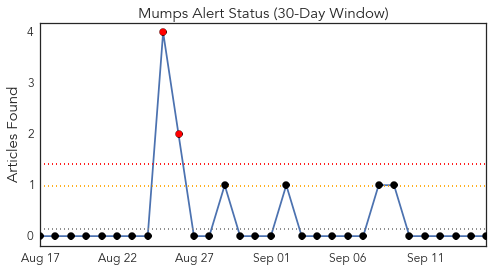 Mumps Alert Status (30-Day Window)
Articles Found
4
3
2
1
0
Aug 17 Aug 22 Aug 27 Sep 01 Sep 06 Sep 11